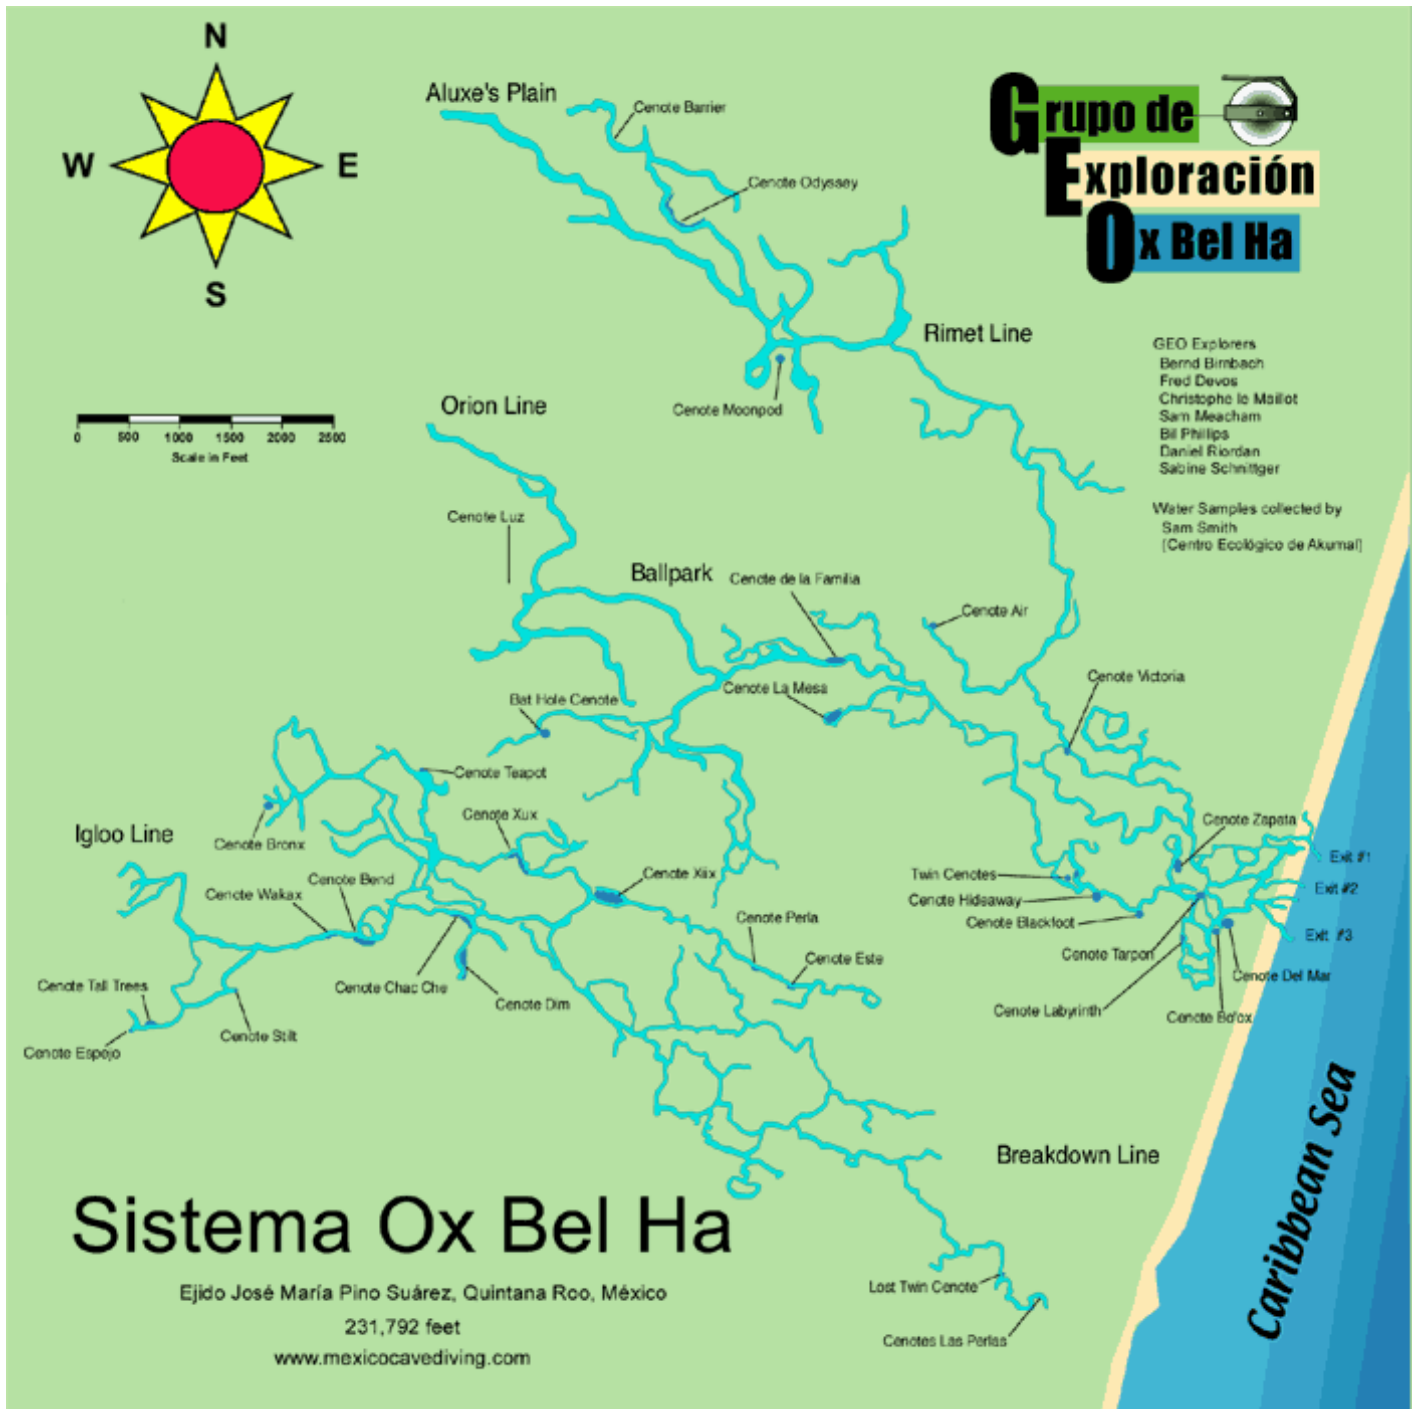 N
W
E
S
Aluxe's Plain
Cenote Barrier
Cenote Odyssey
Grupo de
Exploración
Ox Bel Ha
Rimet Line
GEO Explorers
Bernd Birnbach
Fred Devos
Christophe le Maillot
Sam Meacham
Bil Phillips
Daniel Riordan
Sabine Schnittger
Cenote Moonpod
Orion Line
0 500 1000 1500 2000 2500
Scale in Feet
Water Samples collected by
Sam Smith
[Centro Ecológico de Akumal]
Cenote Luz
Ballpark
Cenote de la Familia
Cenote Air
Cenote Victoria
Cenote La Mesa
Bat Hole Cenote
Cenote Teapot
Cenote Xux
Igloo Line
Cenote Bronx
Cenote Zapata
Exit #1
Cenote Bend
Cenote Xiix
Twin Cenotes
Exit #2
Cenote Wakax
Cenote Hideaway
Cenote Perla
Cenote Blackfoot
Exit #3
Cenote Tarpon
Cenote Este
Cenote Del Mar
Cenote Tall Trees
Cenote Chac Che
Cenote Dim
Cenote Labyrinth
Cenote Bo'ox
Cenote Stilt
Cenote Espejo
Breakdown Line
Caribbean Sea
Sistema Ox Bel Ha
Ejido José María Pino Suárez, Quintana Roo, México
231,792 feet
www.mexicocavediving.com
Lost Twin Cenote
Cenotes Las Perlas